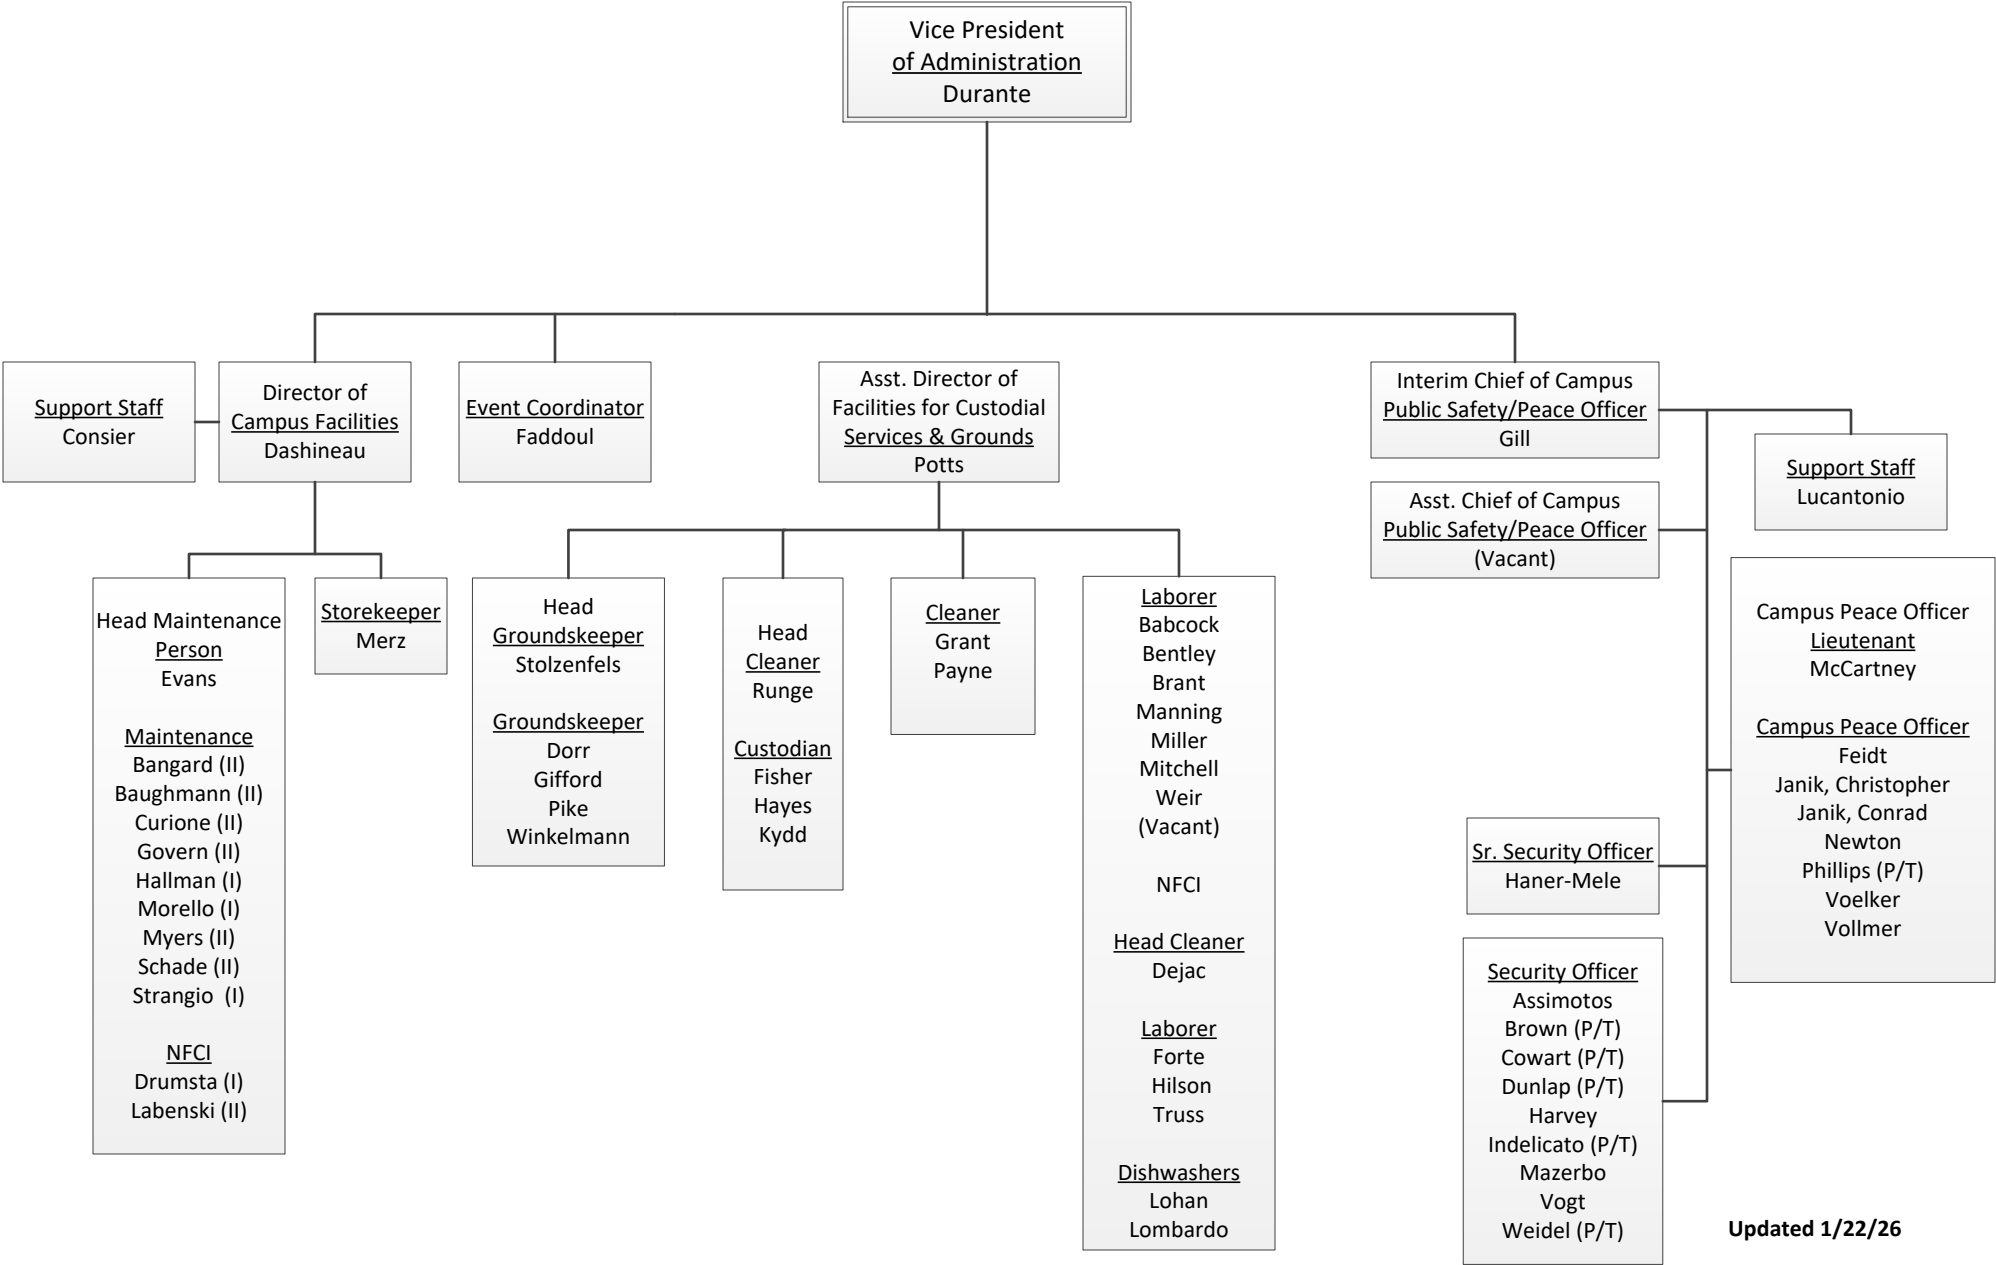 Vice President
of Administration
Durante
Support Staff
Consier
Director of
Campus Facilities
Dashineau
Event Coordinator
Faddoul
Asst. Director of
Facilities for Custodial
Services & Grounds
Potts
Interim Chief of Campus
Public Safety/Peace Officer
Gill
Support Staff
Lucantonio
Asst. Chief of Campus
Public Safety/Peace Officer
(Vacant)
Head Maintenance
Person
Evans
Maintenance
Bangard (II)
Baughmann (II)
Curione (II)
Govern (II)
Hallman (I)
Morello (I)
Myers (II)
Schade (II)
Strangio  (I)
NFCI
Drumsta (I)
Labenski (II)
Storekeeper
Merz
Head
Groundskeeper
Stolzenfels
Groundskeeper
Dorr
Gifford
Pike
Winkelmann
Head
Cleaner
Runge
Custodian
Fisher
Hayes
Kydd
Cleaner
Grant
Payne
Laborer
Babcock
Bentley
Brant
Manning
Miller
Mitchell
Weir
(Vacant)
NFCI
Head Cleaner
Dejac
Laborer
Forte
Hilson
Truss
Dishwashers
Lohan
Lombardo
Campus Peace Officer
Lieutenant
McCartney
Campus Peace Officer
Feidt
Janik, Christopher
Janik, Conrad
Newton
Phillips (P/T)
Voelker
Vollmer
Sr. Security Officer
Haner-Mele
Security Officer
Assimotos
Brown (P/T)
Cowart (P/T)
Dunlap (P/T)
Harvey
Indelicato (P/T)
Mazerbo
Vogt
Weidel (P/T)
Updated 1/22/26